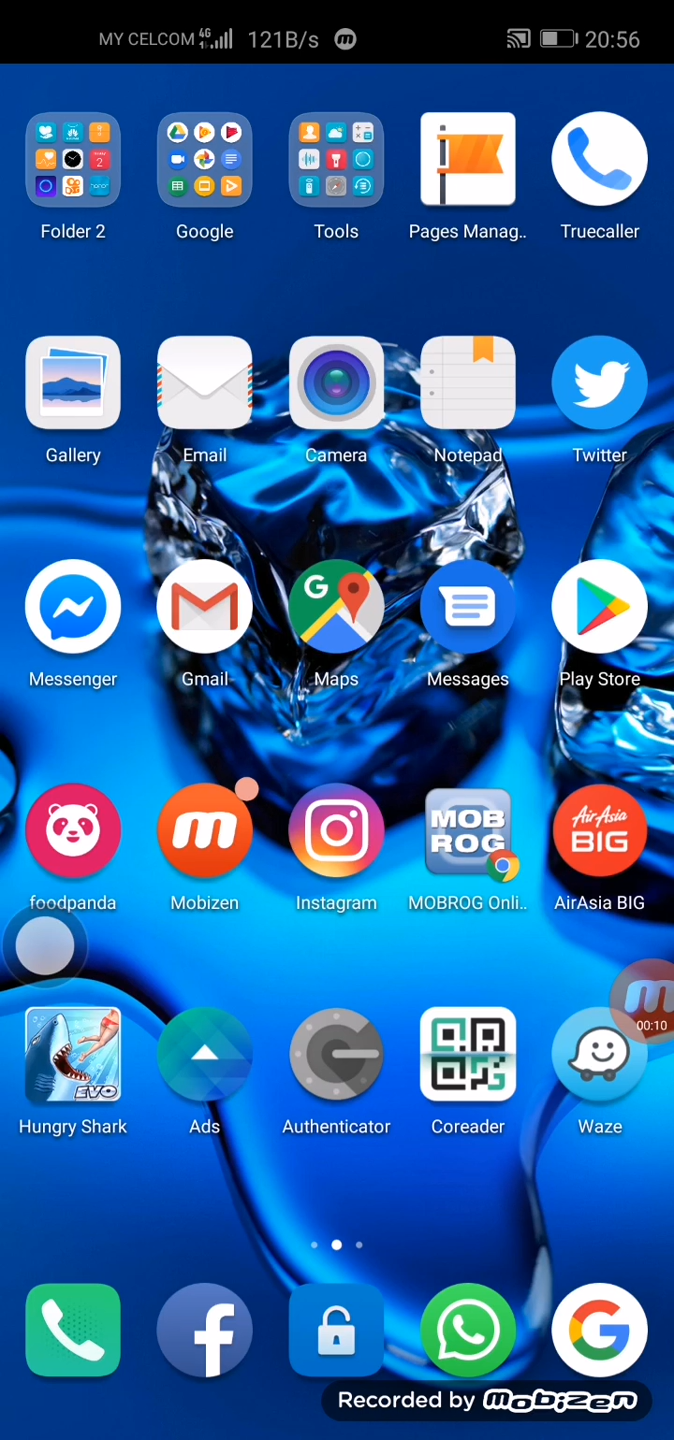 MY CELCOM 4G 121B/s 20:56
Folder 2 Google Tools Pages Manag.. Truecaller
Gallery Email Camera Notepad Twitter
G
Messenger Gmail Maps Messages Play Store
MOB
ROG
AirAsia
BIG
foodpanda Mobizen Instagram MOBROG Onli.. AirAsia BIG
00:10
EVO
Hungry Shark Ads Authenticator Coreader Waze
Recorded by Mobizen